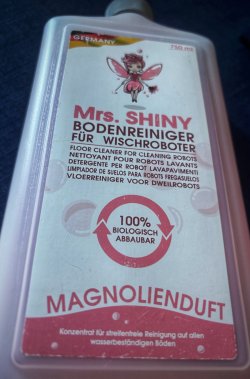 GERMANY
750 ml
Mrs. SHINY
BODENREINIGER
FÜR WISCHROBOTER
FLOOR CLEANER FOR CLEANING ROBOTS
NETTOYANT POUR ROBOTS LAVANTS
DETERGENTE PER ROBOT LAVAPAVIMENTI
LIMPIADOR DE SUELOS PARA ROBOTS FREGASUELOS
VLOERREINIGER VOOR DWEILROBOTS
100%
BIOLOGISCH
ABBAUBAR
MAGNOLIENDUFT
Konzentrat für streifenfreie Reinigung auf allen
wasserbeständigen Böden